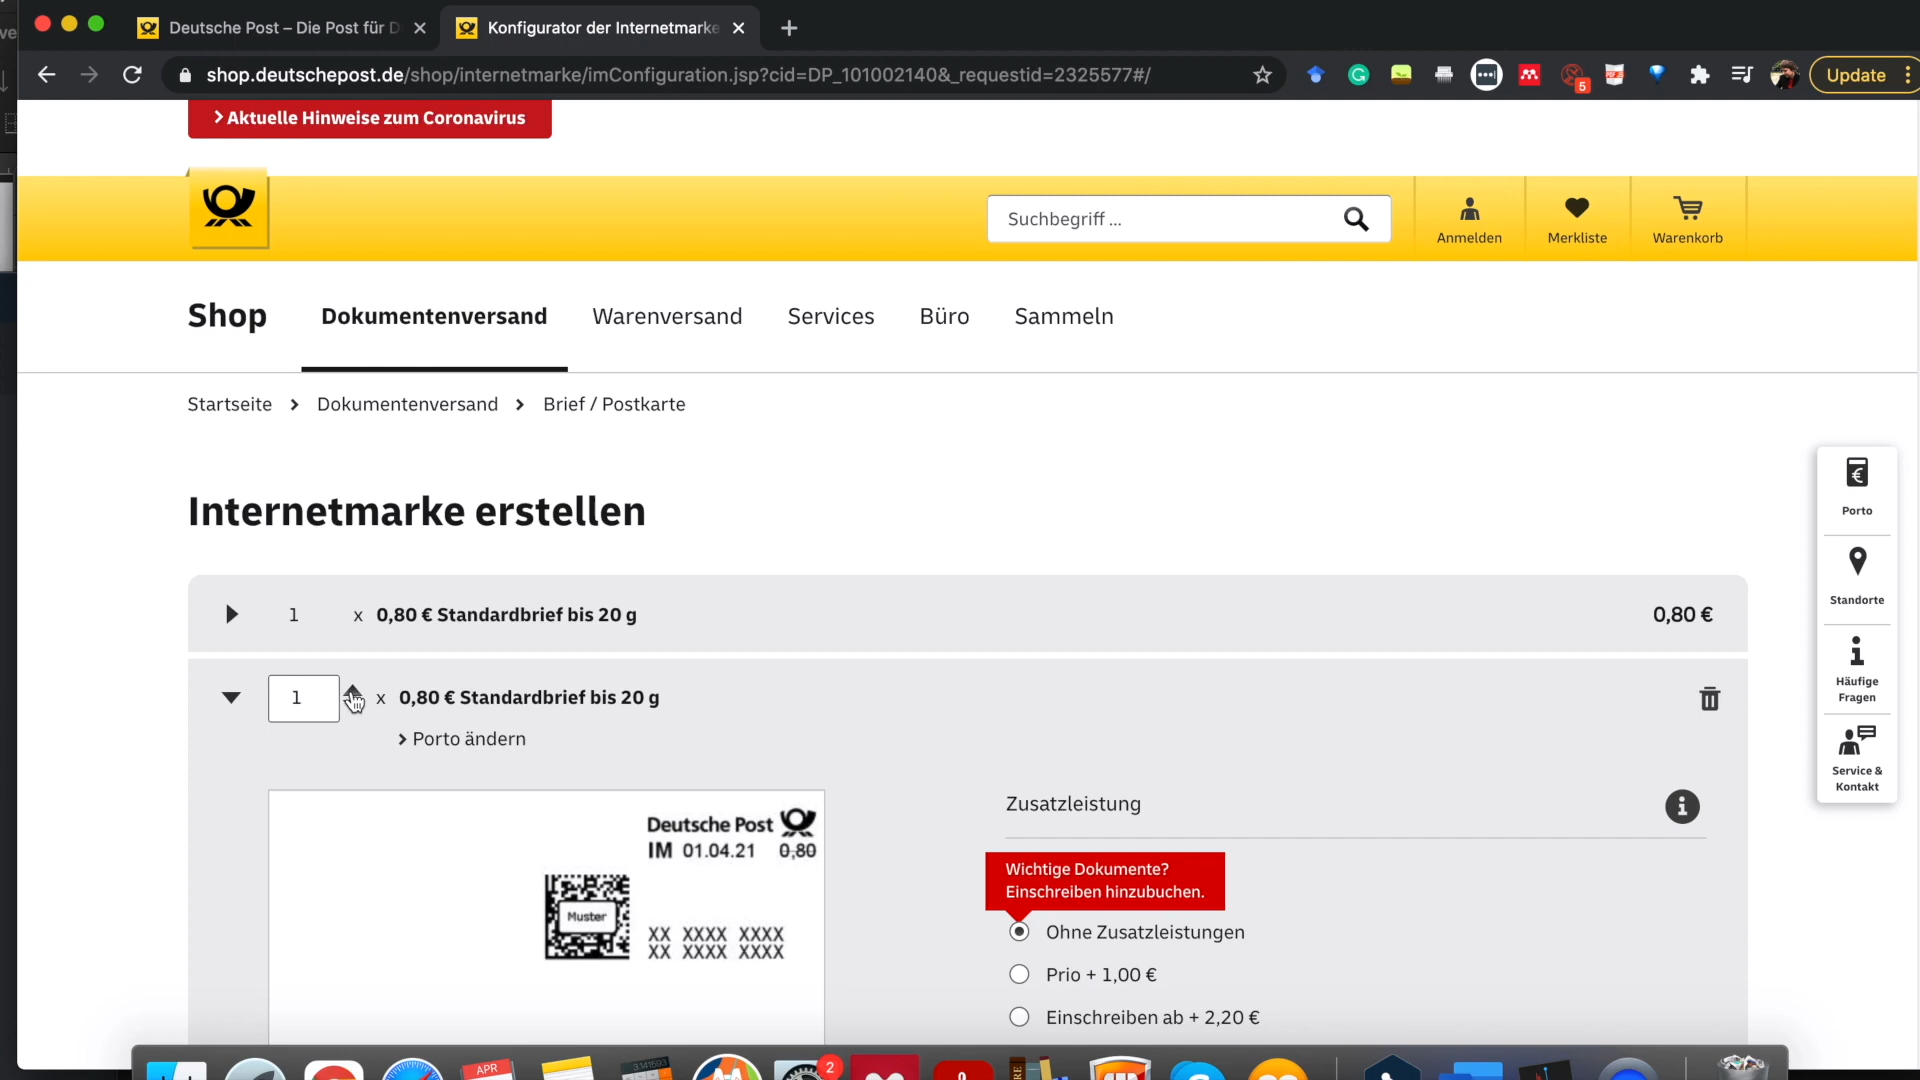 Deutsche Post – Die Post für D
Konfigurator der Internetmarke
shop.deutschepost.de/shop/internetmarke/imConfiguration.jsp?cid=DP_101002140&_requestid=2325577#/
5
Update
Aktuelle Hinweise zum Coronavirus
Suchbegriff ...
Anmelden
Merkliste
Warenkorb
Shop
Dokumentenversand
Warenversand
Services
Büro
Sammeln
Startseite
Dokumentenversand
Brief / Postkarte
Internetmarke erstellen
1 x 0,80 € Standardbrief bis 20 g 0,80 €
1 x 0,80 € Standardbrief bis 20 g
Porto ändern
Deutsche Post
IM 01.04.21 0,80
Muster
XX XXXX XXXX
XX XXXX XXXX
Zusatzleistung
Wichtige Dokumente?
Einschreiben hinzubuchen.
Ohne Zusatzleistungen
Prio + 1,00 €
Einschreiben ab + 2,20 €
Porto
Standorte
Häufige
Fragen
Service &
Kontakt
APR
2